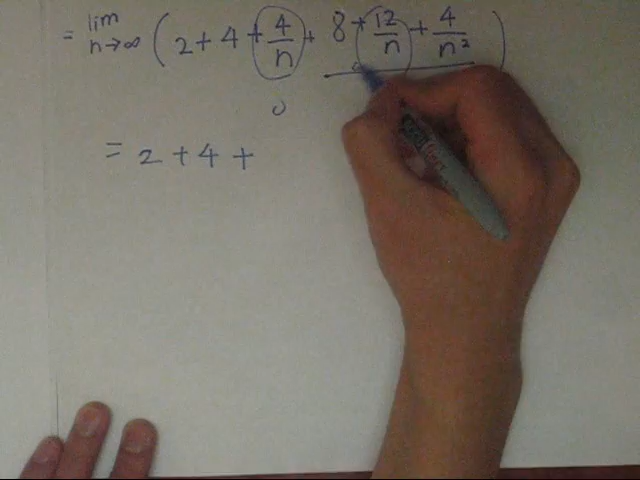 = lim n→∞ ( 2 + 4 + 4/n + 8 + 12/n + 4/n² )
0
= 2 + 4 +